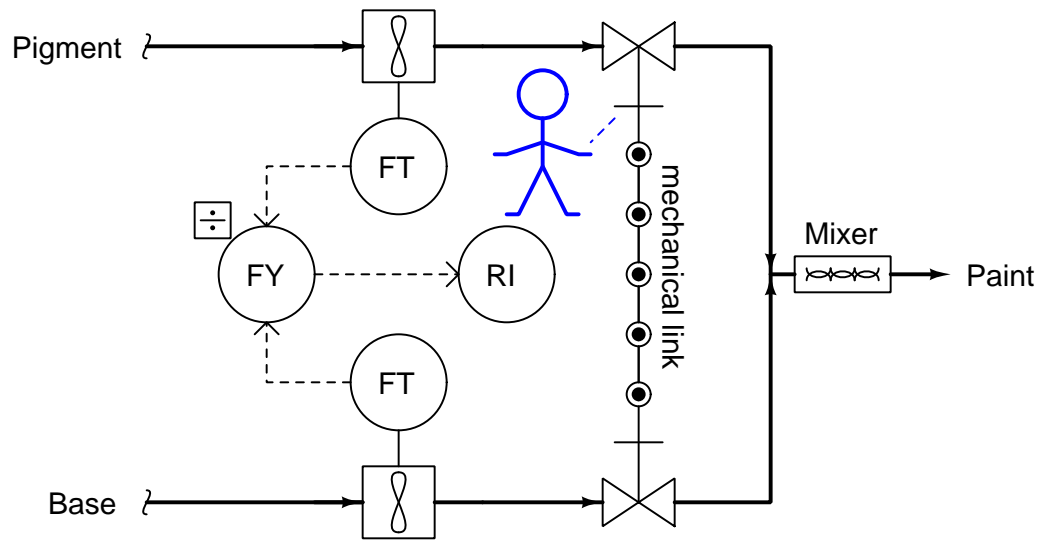 Pigment
FT
÷
FY
RI
mechanical link
Mixer
Paint
FT
Base